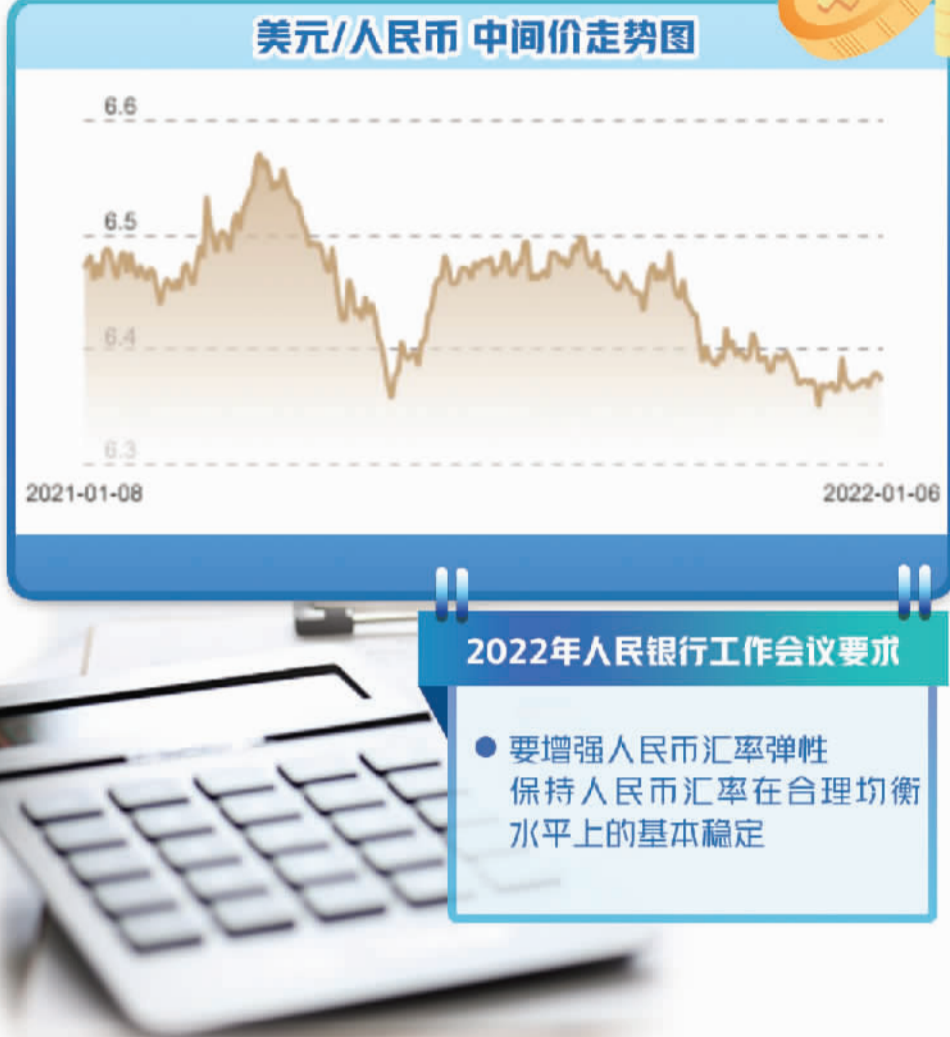 美元/人民币 中间价走势图
6.6
6.5
6.4
6.3
2021-01-08
2022-01-06
2022年人民银行工作会议要求
● 要增强人民币汇率弹性
保持人民币汇率在合理均衡
水平上的基本稳定